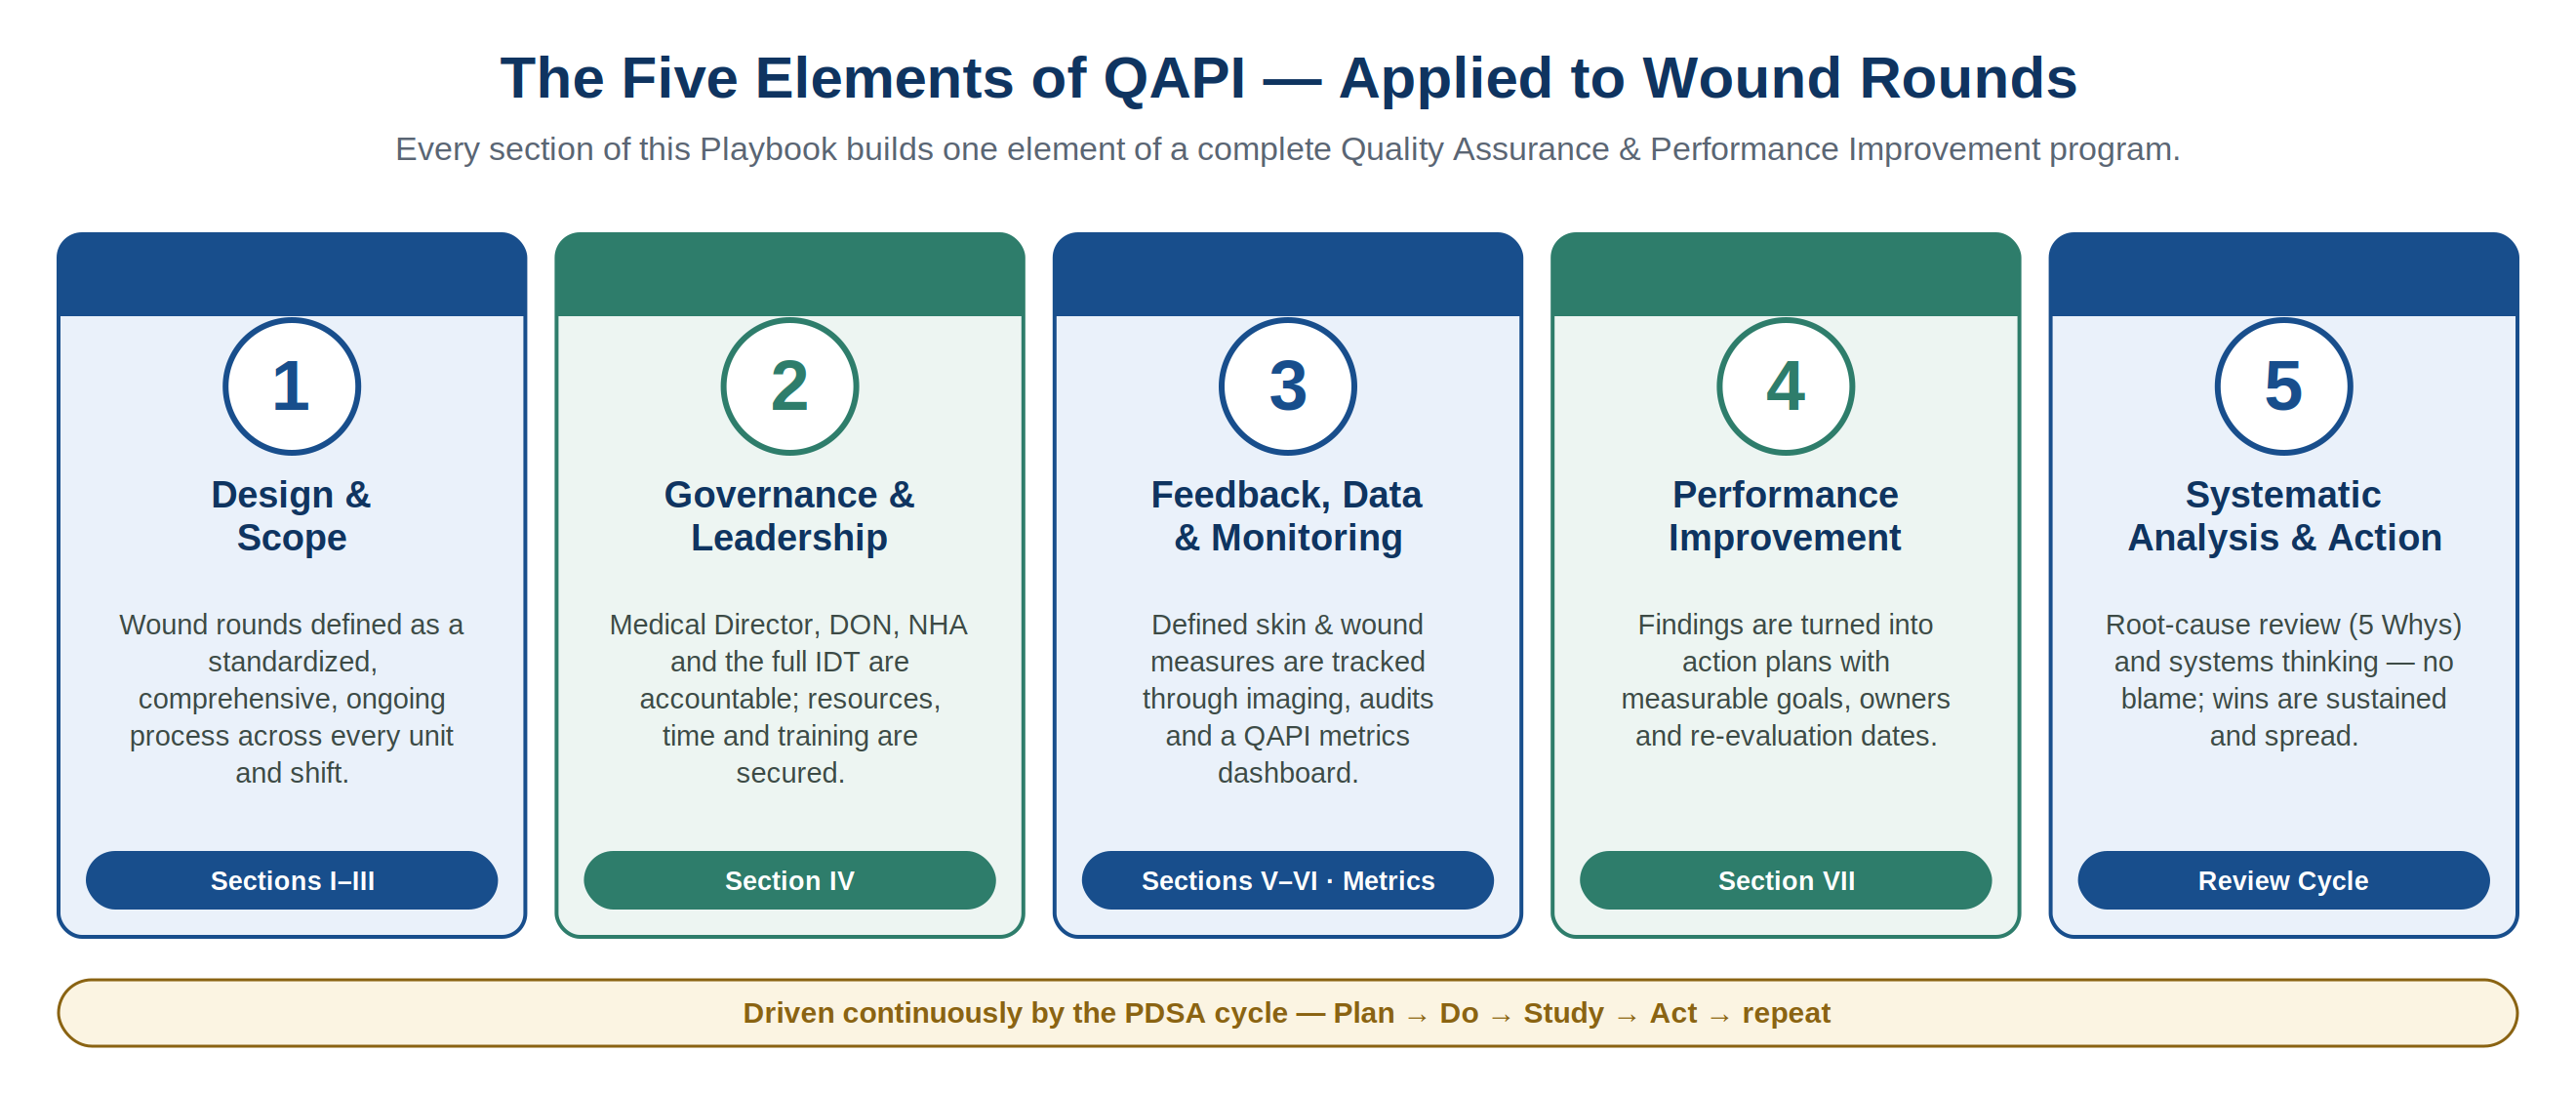 The Five Elements of QAPI — Applied to Wound Rounds
Every section of this Playbook builds one element of a complete Quality Assurance & Performance Improvement program.
1
Design &
Scope
Wound rounds defined as a
standardized,
comprehensive, ongoing
process across every unit
and shift.
Sections I–III
2
Governance &
Leadership
Medical Director, DON, NHA
and the full IDT are
accountable; resources,
time and training are
secured.
Section IV
3
Feedback, Data
& Monitoring
Defined skin & wound
measures are tracked
through imaging, audits
and a QAPI metrics
dashboard.
Sections V–VI · Metrics
4
Performance
Improvement
Findings are turned into
action plans with
measurable goals, owners
and re-evaluation dates.
Section VII
5
Systematic
Analysis & Action
Root-cause review (5 Whys)
and systems thinking — no
blame; wins are sustained
and spread.
Review Cycle
Driven continuously by the PDSA cycle — Plan → Do → Study → Act → repeat